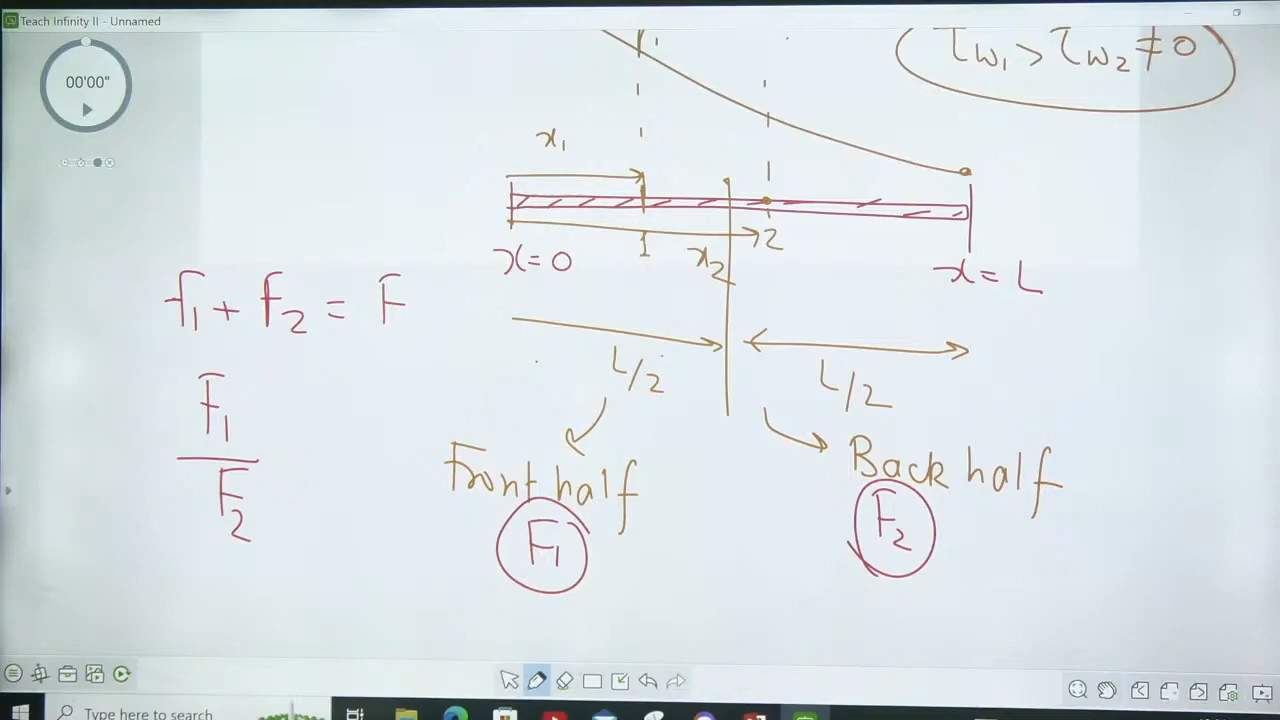 Teach Infinity II - Unnamed
00'00"
τw₁ > τw₂ ≠ 0
x₁
1
2
x₂
x=0
x = L
f₁ + f₂ = F
L/2
L/2
F₁
F₂
Front half
Back half
F₁
F₂
Type here to search